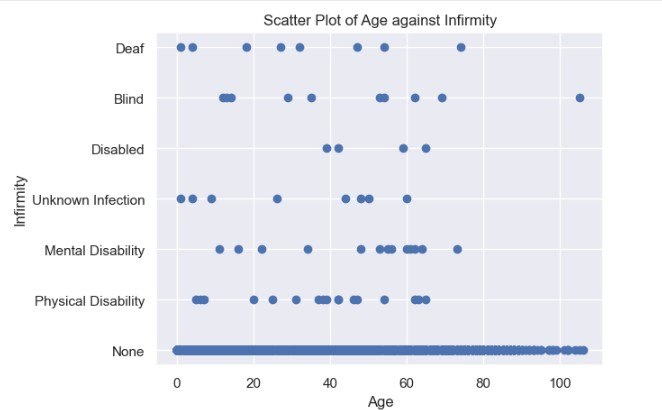 Scatter Plot of Age against Infirmity
Deaf
Blind
Disabled
Unknown Infection
Mental Disability
Physical Disability
None
Infirmity
0 20 40 60 80 100
Age